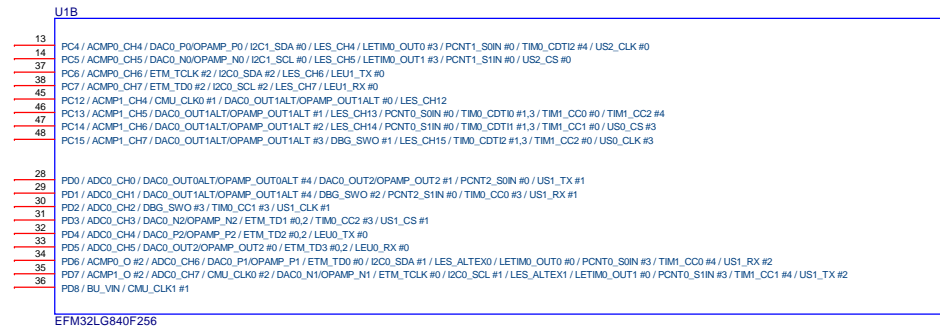 U1B
13 PC4 / ACMP0_CH4 / DAC0_P0/OPAMP_P0 / I2C1_SDA #0 / LES_CH4 / LETIM0_OUT0 #3 / PCNT1_S0IN #0 / TIM0_CDTI2 #4 / US2_CLK #0
14 PC5 / ACMP0_CH5 / DAC0_N0/OPAMP_N0 / I2C1_SCL #0 / LES_CH5 / LETIM0_OUT1 #3 / PCNT1_S1IN #0 / US2_CS #0
37 PC6 / ACMP0_CH6 / ETM_TCLK #2 / I2C0_SDA #2 / LES_CH6 / LEU1_TX #0
38 PC7 / ACMP0_CH7 / ETM_TD0 #2 / I2C0_SCL #2 / LES_CH7 / LEU1_RX #0
45 PC12 / ACMP1_CH4 / CMU_CLK0 #1 / DAC0_OUT1ALT/OPAMP_OUT1ALT #0 / LES_CH12
46 PC13 / ACMP1_CH5 / DAC0_OUT1ALT/OPAMP_OUT1ALT #1 / LES_CH13 / PCNT0_S0IN #0 / TIM0_CDTI0 #1,3 / TIM1_CC0 #0 / TIM1_CC2 #4
47 PC14 / ACMP1_CH6 / DAC0_OUT1ALT/OPAMP_OUT1ALT #2 / LES_CH14 / PCNT0_S1IN #0 / TIM0_CDTI1 #1,3 / TIM1_CC1 #0 / US0_CS #3
48 PC15 / ACMP1_CH7 / DAC0_OUT1ALT/OPAMP_OUT1ALT #3 / DBG_SWO #1 / LES_CH15 / TIM0_CDTI2 #1,3 / TIM1_CC2 #0 / US0_CLK #3
28 PD0 / ADC0_CH0 / DAC0_OUT0ALT/OPAMP_OUT0ALT #4 / DAC0_OUT2/OPAMP_OUT2 #1 / PCNT2_S0IN #0 / US1_TX #1
29 PD1 / ADC0_CH1 / DAC0_OUT1ALT/OPAMP_OUT1ALT #4 / DBG_SWO #2 / PCNT2_S1IN #0 / TIM0_CC0 #3 / US1_RX #1
30 PD2 / ADC0_CH2 / DBG_SWO #3 / TIM0_CC1 #3 / US1_CLK #1
31 PD3 / ADC0_CH3 / DAC0_N2/OPAMP_N2 / ETM_TD1 #0,2 / TIM0_CC2 #3 / US1_CS #1
32 PD4 / ADC0_CH4 / DAC0_P2/OPAMP_P2 / ETM_TD2 #0,2 / LEU0_TX #0
33 PD5 / ADC0_CH5 / DAC0_OUT2/OPAMP_OUT2 #0 / ETM_TD3 #0,2 / LEU0_RX #0
34 PD6 / ACMP0_O #2 / ADC0_CH6 / DAC0_P1/OPAMP_P1 / ETM_TD0 #0 / I2C0_SDA #1 / LES_ALTEX0 / LETIM0_OUT0 #0 / PCNT0_S0IN #3 / TIM1_CC0 #4 / US1_RX #2
35 PD7 / ACMP1_O #2 / ADC0_CH7 / CMU_CLK0 #2 / DAC0_N1/OPAMP_N1 / ETM_TCLK #0 / I2C0_SCL #1 / LES_ALTEX1 / LETIM0_OUT1 #0 / PCNT0_S1IN #3 / TIM1_CC1 #4 / US1_TX #2
36 PD8 / BU_VIN / CMU_CLK1 #1
EFM32LG840F256